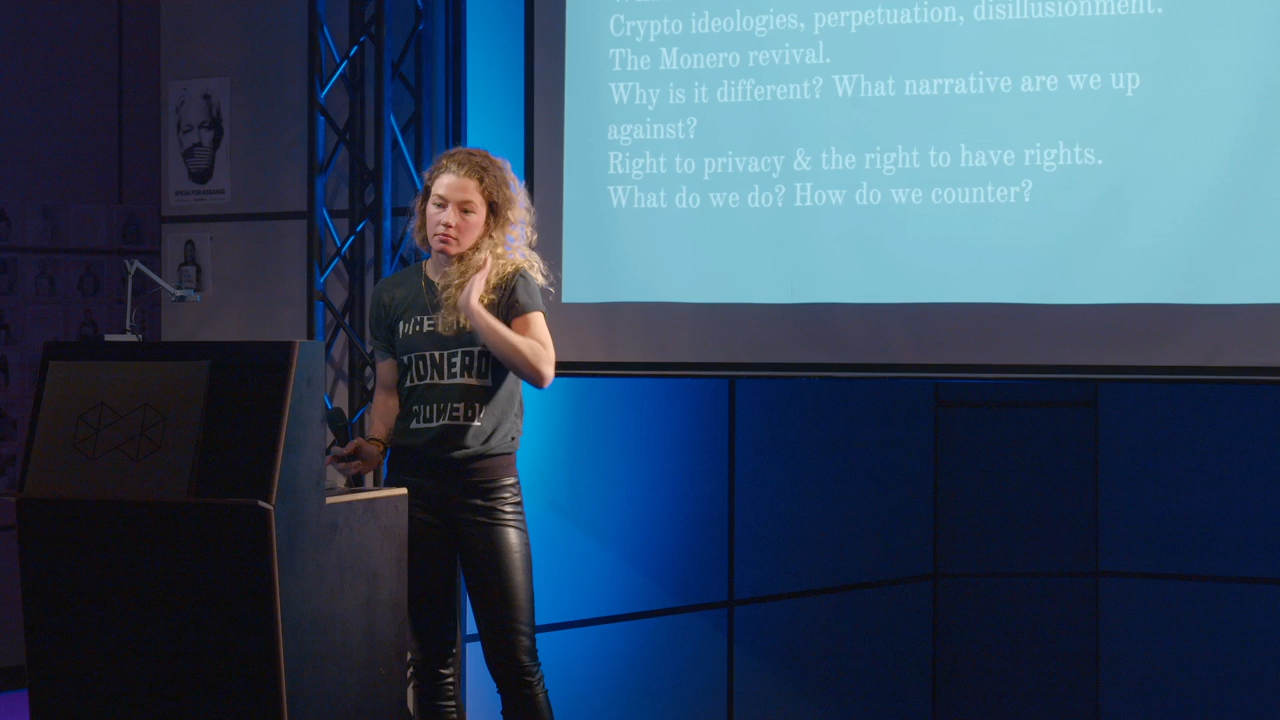 Crypto ideologies, perpetuation, disillusionment.
The Monero revival.
Why is it different? What narrative are we up
against?
Right to privacy & the right to have rights.
What do we do? How do we counter?
MONERO